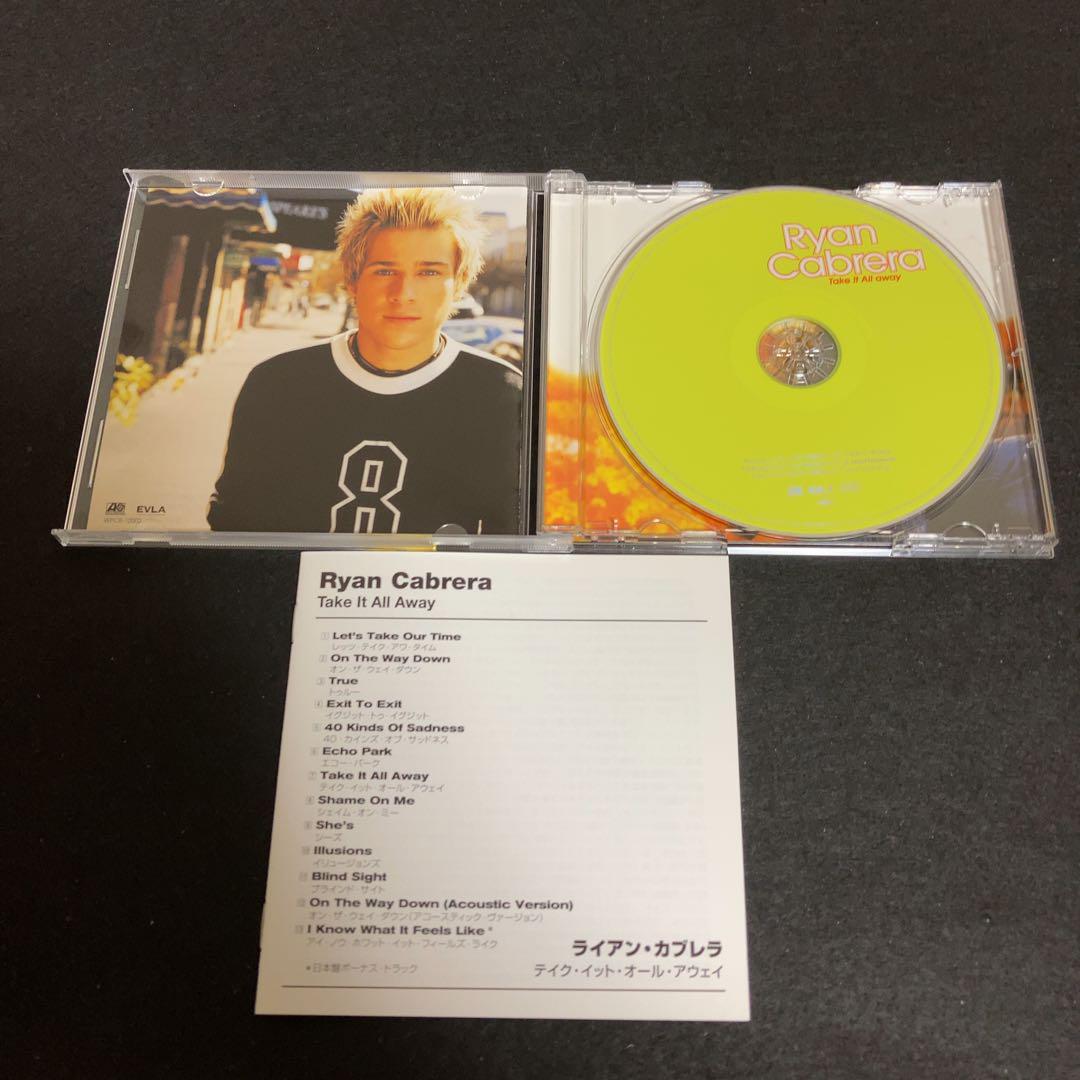 SPEARE'S
8
EVLA
WPCR-12002
Ryan
Cabrera
Take It All away
Ryan Cabrera
Take It All Away
1 Let's Take Our Time
レッツ・テイク・アワ・タイム
2 On The Way Down
オン・ザ・ウェイ・ダウン
3 True
トゥルー
4 Exit To Exit
イグジット・トゥ・イグジット
5 40 Kinds Of Sadness
40・カインズ・オブ・サッドネス
6 Echo Park
エコー・パーク
7 Take It All Away
テイク・イット・オール・アウェイ
8 Shame On Me
シェイム・オン・ミー
9 She's
シーズ
10 Illusions
イリュージョンズ
11 Blind Sight
ブラインド・サイト
12 On The Way Down (Acoustic Version)
オン・ザ・ウェイ・ダウン(アコースティック・ヴァージョン)
13 I Know What It Feels Like *
アイ・ノウ・ホワット・イット・フィールズ・ライク
*日本盤ボーナス・トラック
ライアン・カブレラ
テイク・イット・オール・アウェイ